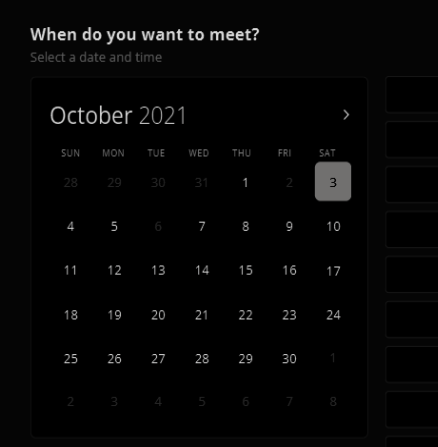 When do you want to meet?
Select a date and time
October 2021
SUN MON TUE WED THU FRI SAT
28 29 30 31 1 2 3
4 5 6 7 8 9 10
11 12 13 14 15 16 17
18 19 20 21 22 23 24
25 26 27 28 29 30 1
2 3 4 5 6 7 8